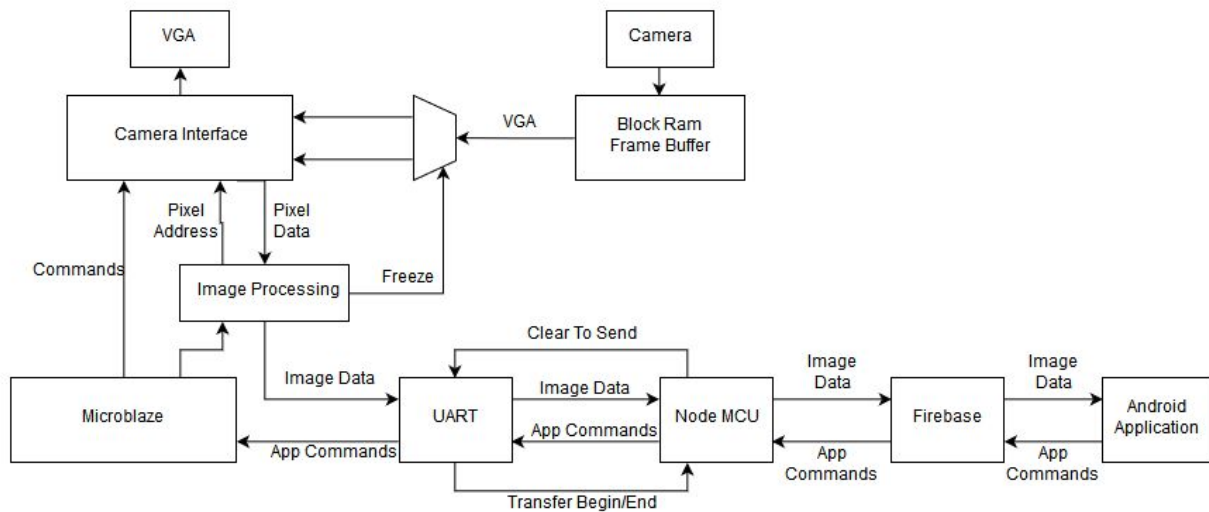 VGA
Camera
Camera Interface
VGA
Block Ram
Frame Buffer
Pixel
Address
Pixel
Data
Commands
Image Processing
Freeze
Clear To Send
Image
Data
Image
Data
Image Data
Image Data
Microblaze
UART
Node MCU
Firebase
Android
Application
App Commands
App Commands
App
Commands
App
Commands
Transfer Begin/End